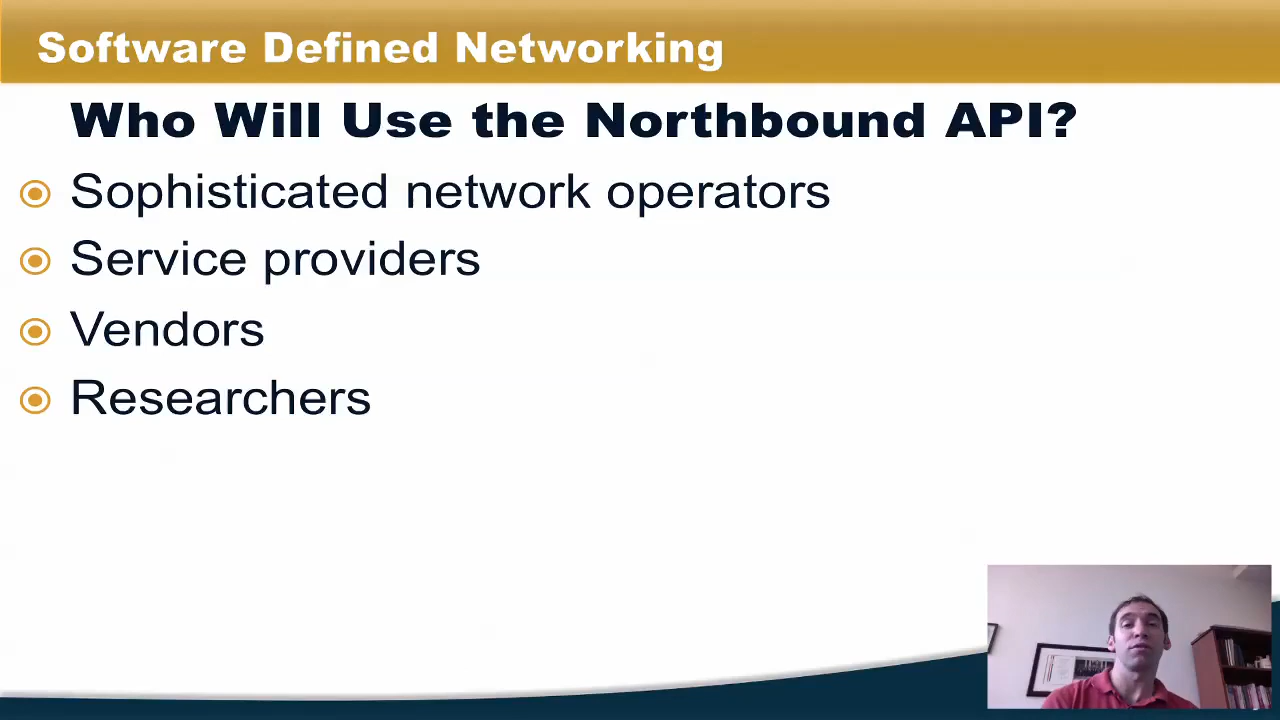 Software Defined Networking
Who Will Use the Northbound API?
Sophisticated network operators
Service providers
Vendors
Researchers